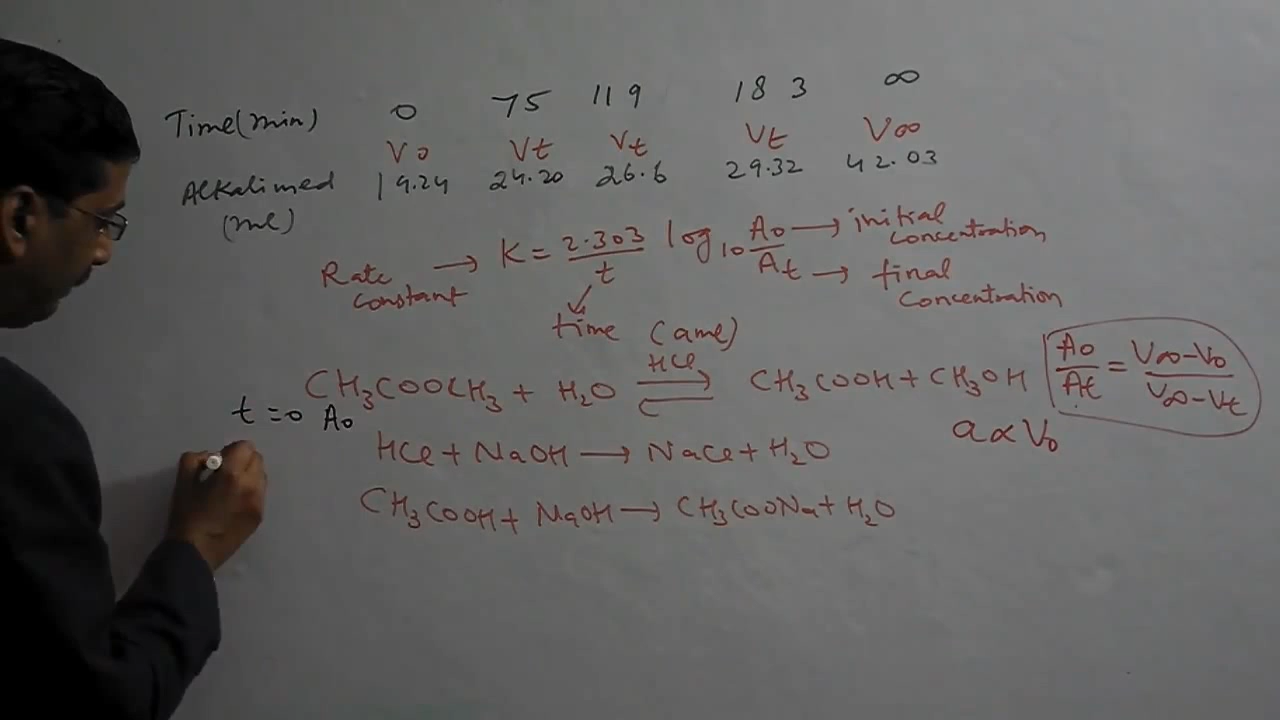 Time(min) 0 75 119 183 ∞
V0 Vt Vt Vt V∞
Alkali used 19.24 24.20 26.6 29.32 42.03
(ml)
Rate constant → K = 2.303/t log10 A0/At
A0 → initial concentration
At → final concentration
time (ame)
CH3COOCH3 + H2O HCl ⇌ CH3COOH + CH3OH
A0/At = V∞-V0/V∞-Vt
t = 0 A0
a ∝ V0
HCl + NaOH → NaCl + H2O
CH3COOH + NaOH → CH3COONa + H2O